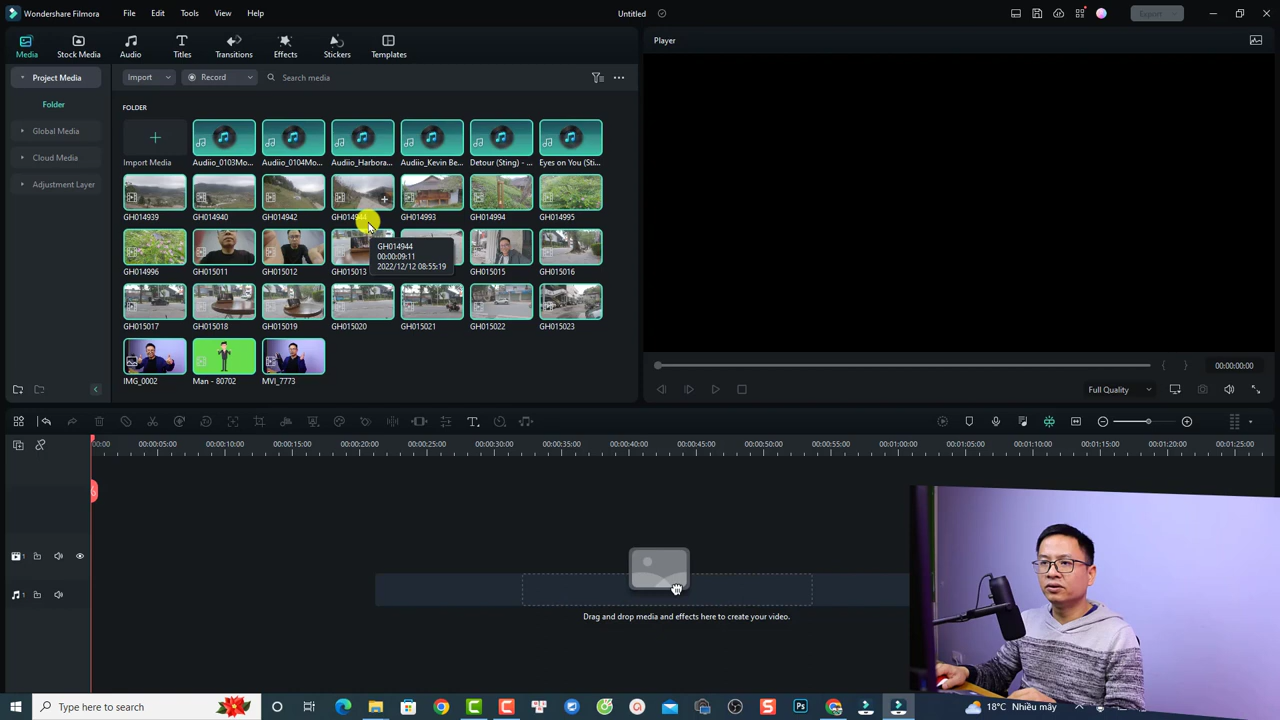 Wondershare Filmora File Edit Tools View Help Untitled Export
Media Stock Media Audio Titles Transitions Effects Stickers Templates
Player
Project Media Import Record Search media
Folder
FOLDER
Global Media
Cloud Media
Adjustment Layer
Import Media Audiio_0103Mo... Audiio_0104Mo... Audiio_Harbora... Audiio_Kevin Be... Detour (Sting) - ... Eyes on You (Sti...
GH014939 GH014940 GH014942 GH014944 GH014993 GH014994 GH014995
GH014944
00:00:09:11
2022/12/12 08:55:19
GH014996 GH015011 GH015012 GH015013 GH015015 GH015016
GH015017 GH015018 GH015019 GH015020 GH015021 GH015022 GH015023
IMG_0002 Man - 80702 MVI_7773
00:00:00:00
Full Quality
00:00 00:00:05:00 00:00:10:00 00:00:15:00 00:00:20:00 00:00:25:00 00:00:30:00 00:00:35:00 00:00:40:00 00:00:45:00 00:00:50:00 00:00:55:00 00:01:00:00 00:01:05:00 00:01:10:00 00:01:15:00 00:01:20:00 00:01:25:00
1
1
Drag and drop media and effects here to create your video.
Type here to search
18°C Nhiều mây